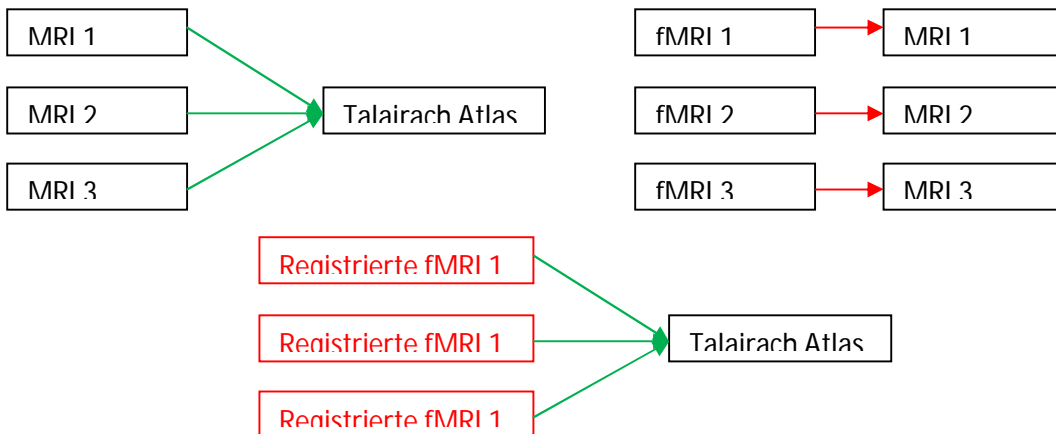 MRI 1
fMRI 1
MRI 1
MRI 2
Talairach Atlas
fMRI 2
MRI 2
MRI 3
fMRI 3
MRI 3
Registrierte fMRI 1
Registrierte fMRI 1
Talairach Atlas
Registrierte fMRI 1